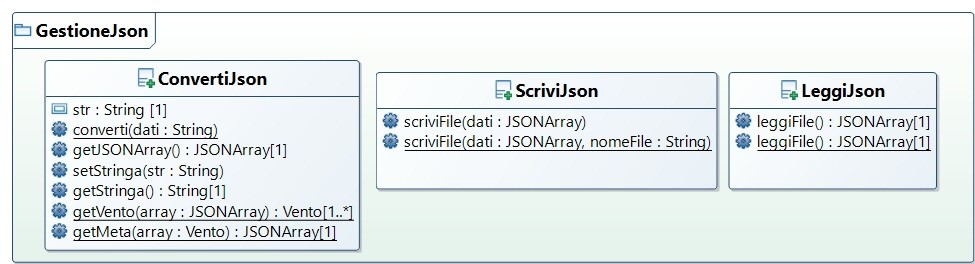 GestioneJson
ConvertiJson
str : String [1]
converti(dati : String)
getJSONArray() : JSONArray[1]
setStringa(str : String)
getStringa() : String[1]
getVento(array : JSONArray) : Vento[1..*]
getMeta(array : Vento) : JSONArray[1]
ScriviJson
scriviFile(dati : JSONArray)
scriviFile(dati : JSONArray, nomeFile : String)
LeggiJson
leggiFile() : JSONArray[1]
leggiFile() : JSONArray[1]